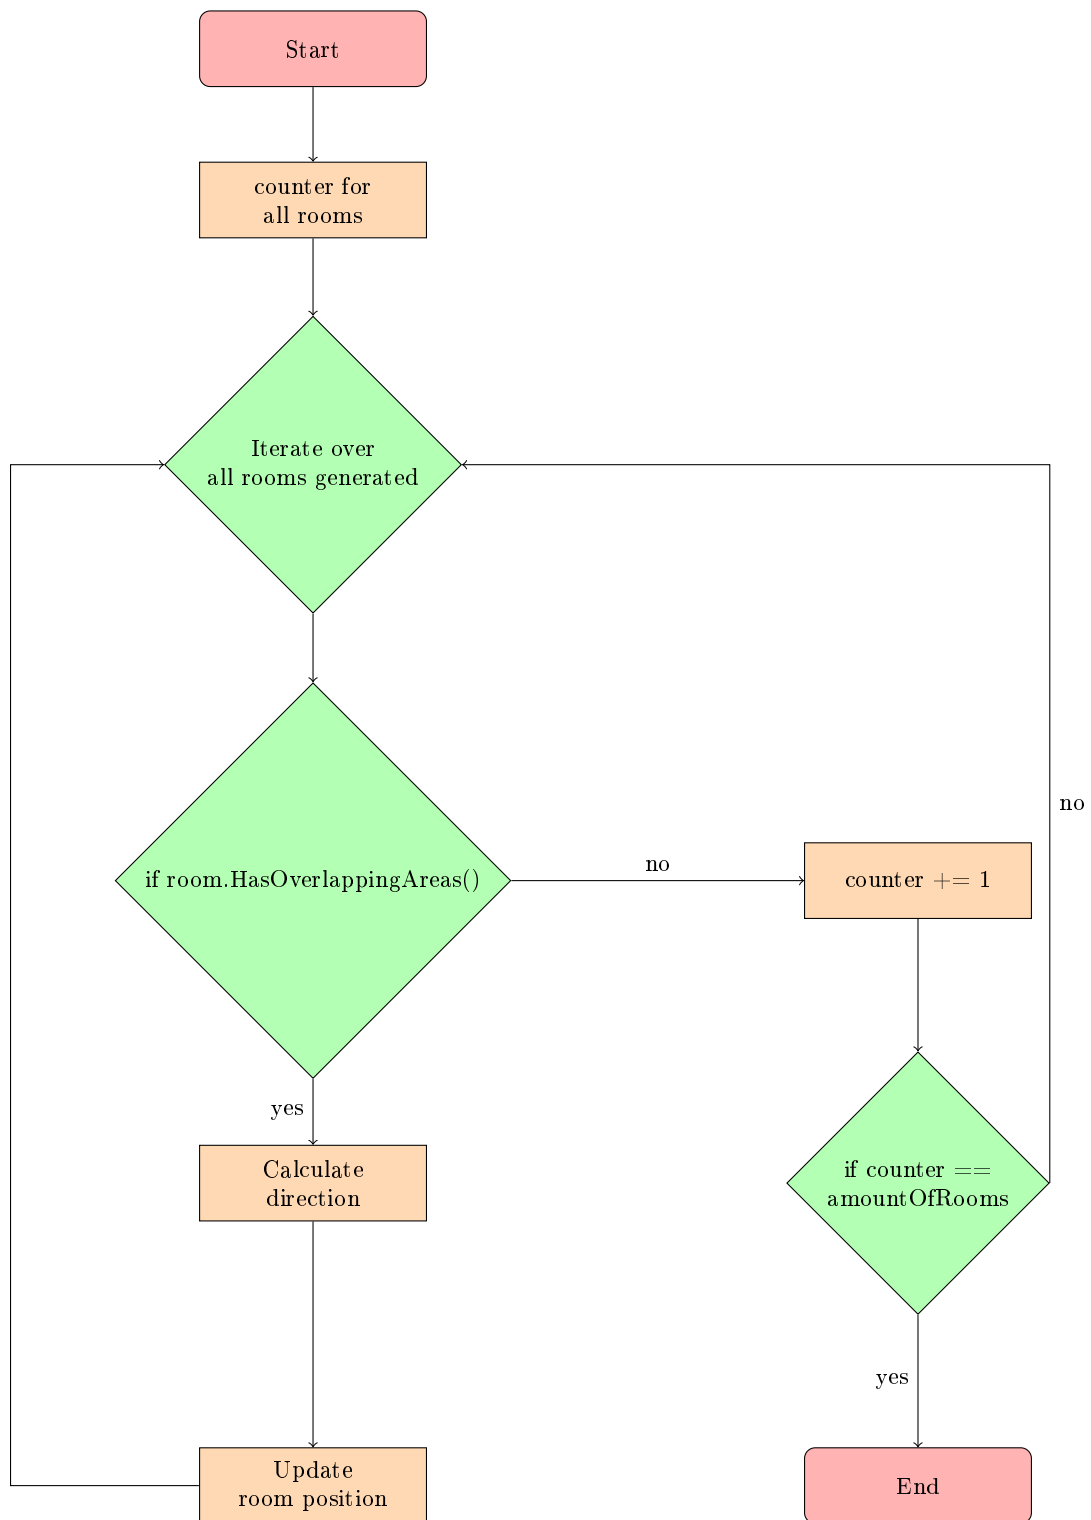 Start
counter for
all rooms
Iterate over
all rooms generated
no
if room.HasOverlappingAreas()
no
counter += 1
yes
Calculate
direction
if counter ==
amountOfRooms
yes
Update
room position
End